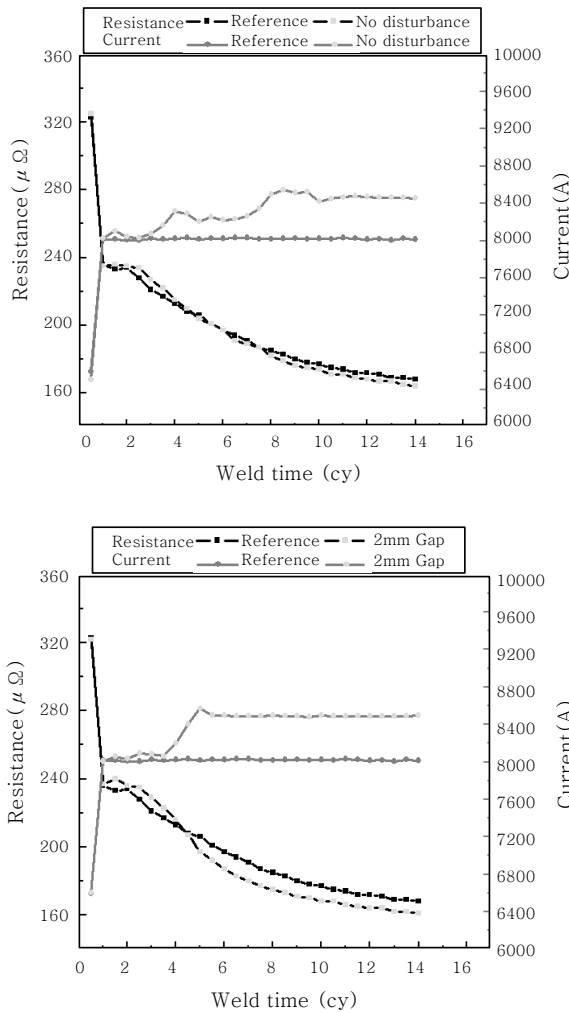 Resistance Reference No disturbance
Current Reference No disturbance
360
320
280
240
200
160
Resistance(μ Ω)
10000
9600
9200
8800
8400
8000
7600
7200
6800
6400
6000
Current(A)
0 2 4 6 8 10 12 14 16
Weld time (cy)
Resistance Reference 2mm Gap
Current Reference 2mm Gap
360
320
280
240
200
160
Resistance(μ Ω)
10000
9600
9200
8800
8400
8000
7600
7200
6800
6400
6000
Current(A)
0 2 4 6 8 10 12 14 16
Weld time (cy)